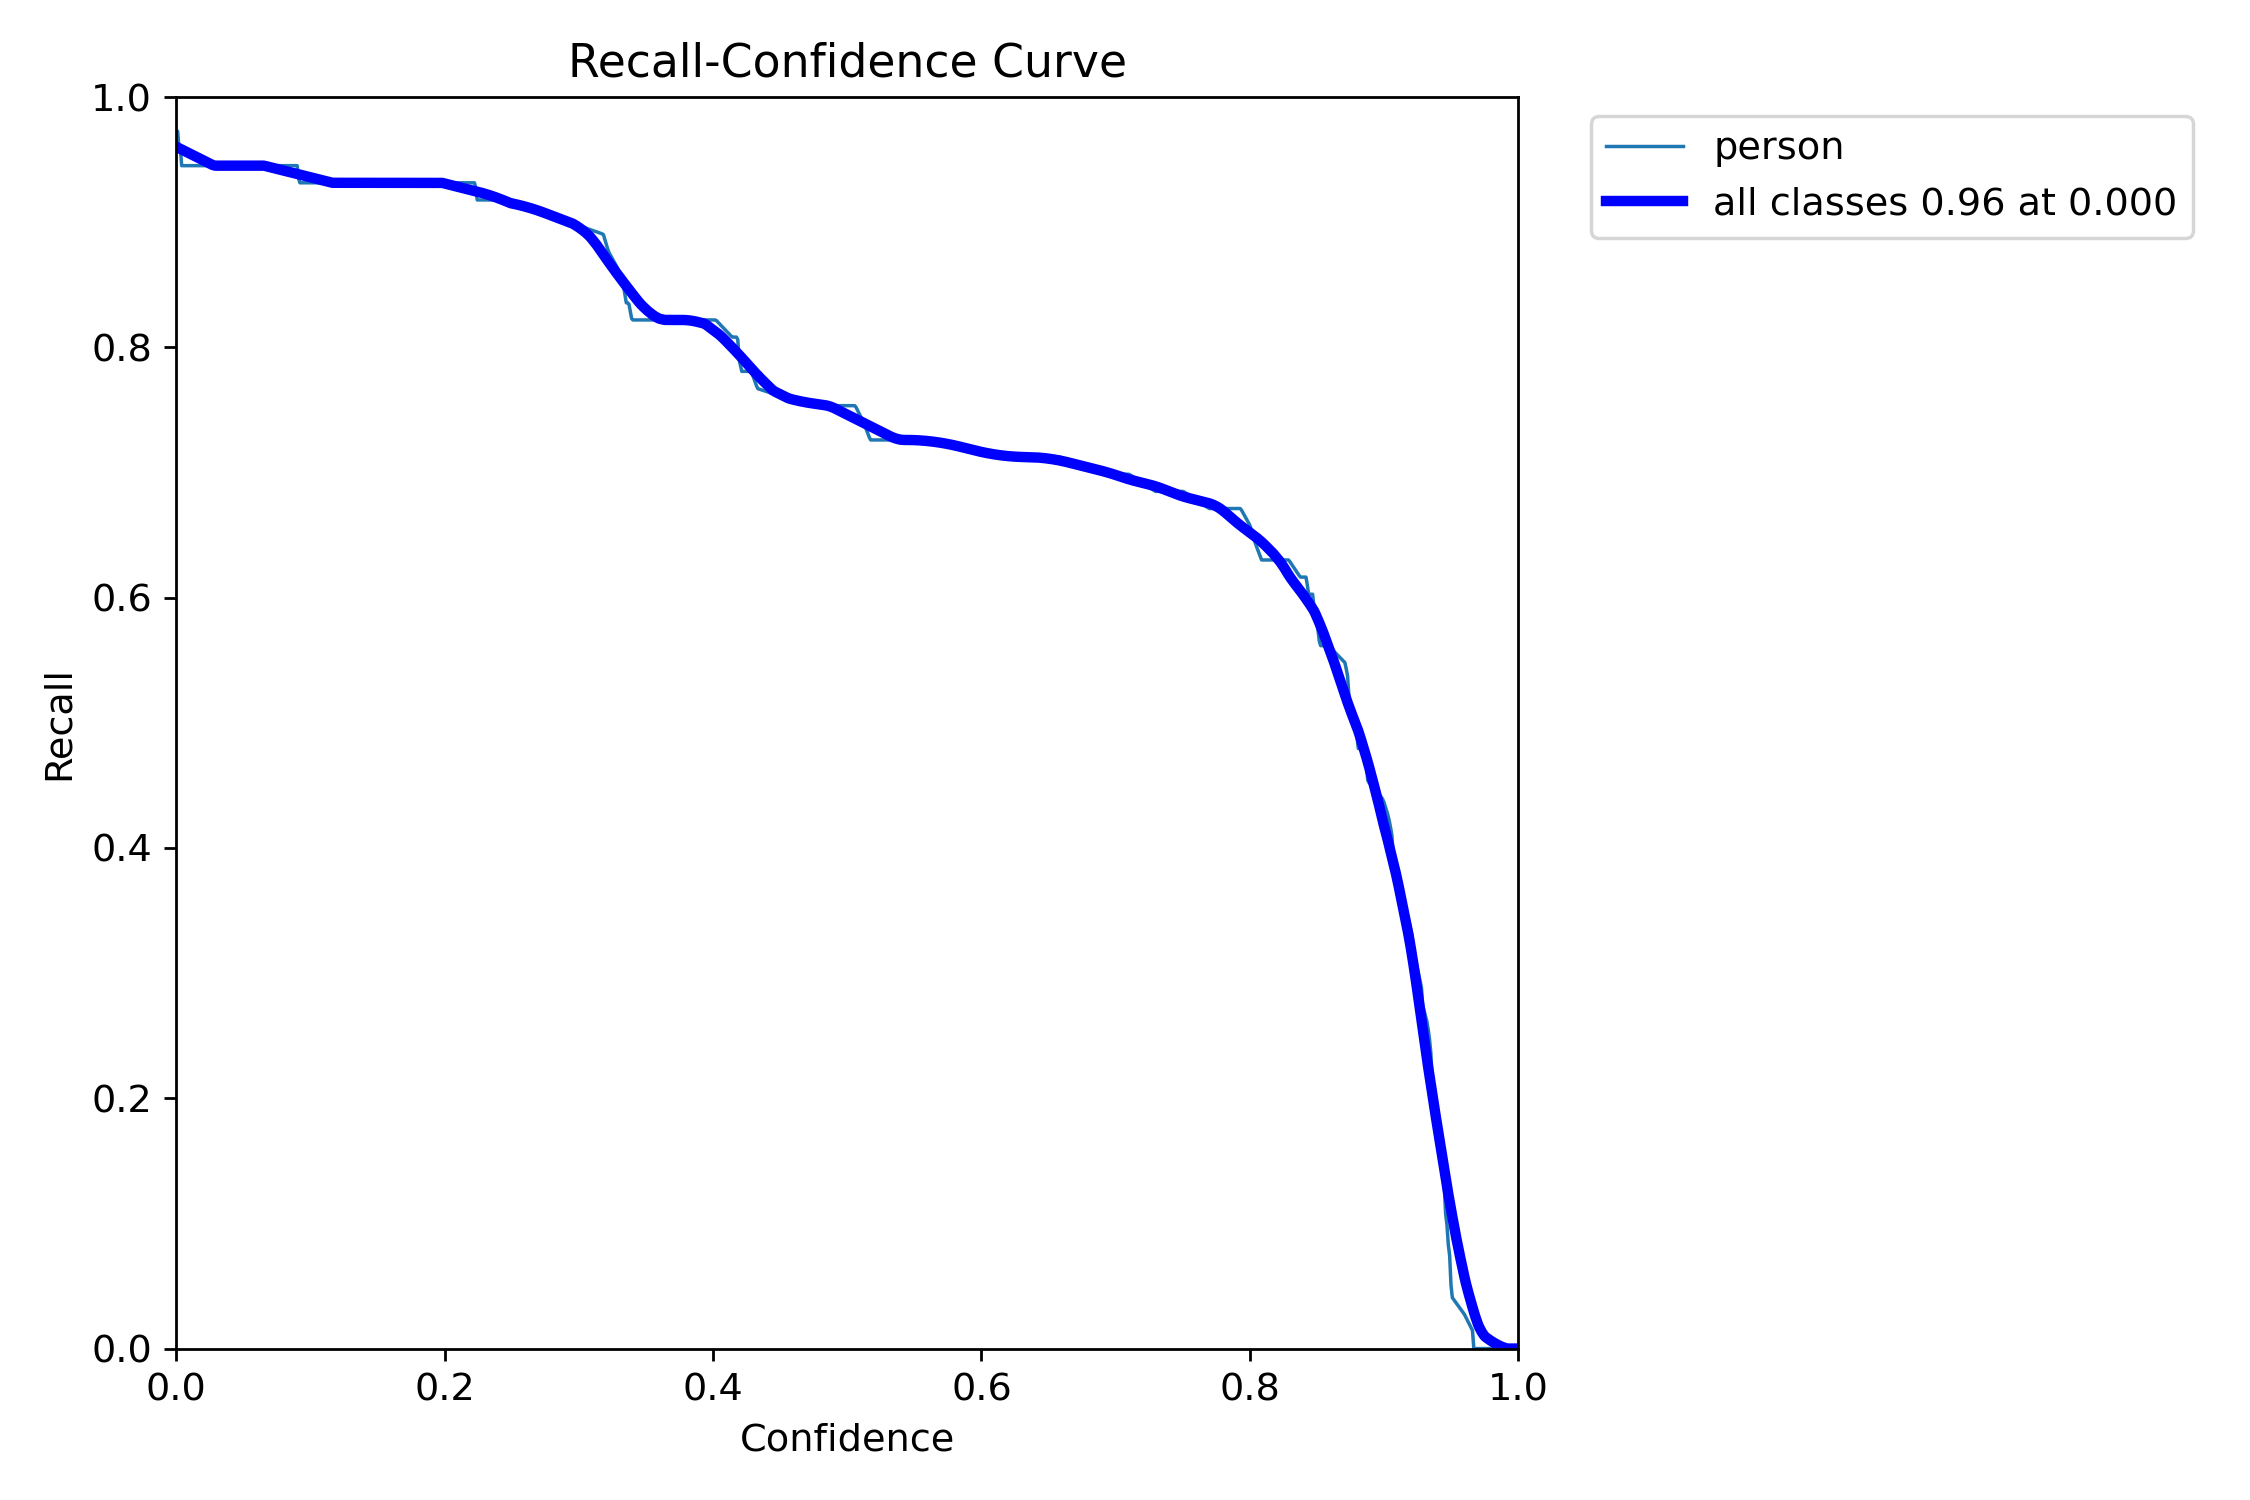 Recall-Confidence Curve
1.0
0.8
0.6
0.4
0.2
0.0
Recall
0.0 0.2 0.4 0.6 0.8 1.0
Confidence
person
all classes 0.96 at 0.000